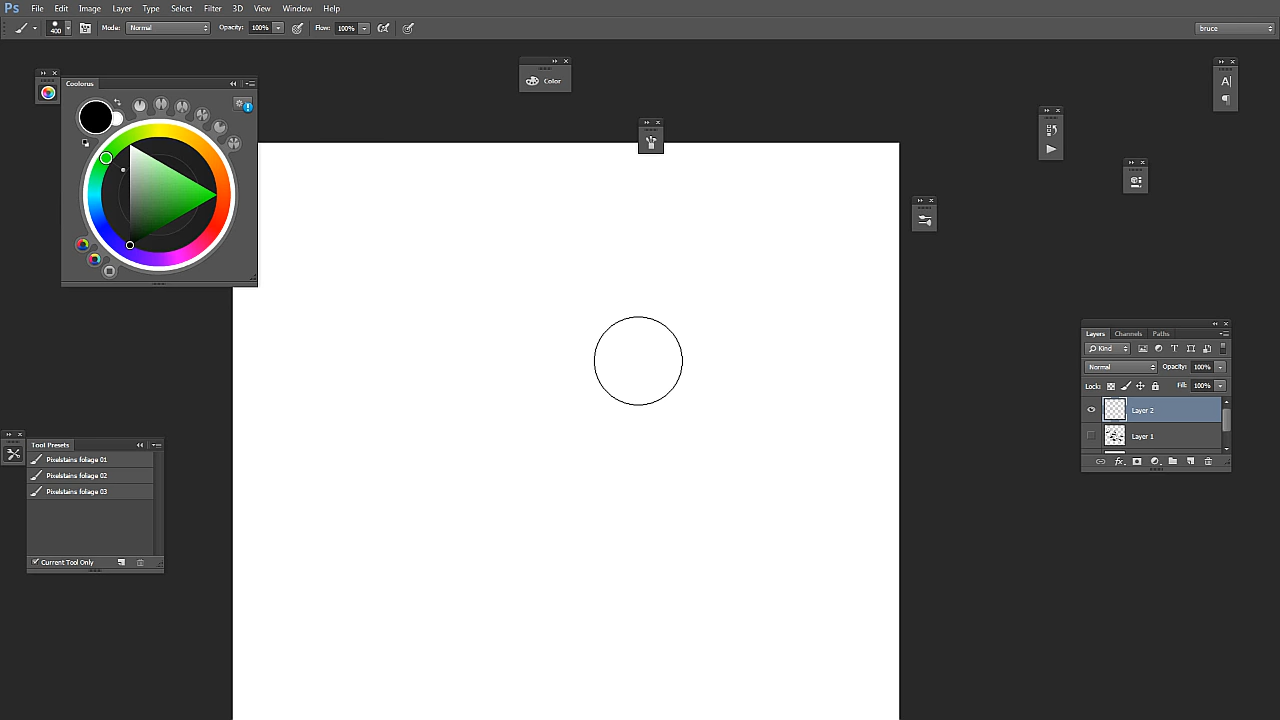 Ps File Edit Image Layer Type Select Filter 3D View Window Help
400 Mode: Normal Opacity: 100% Flow: 100% bruce
Color
A
Coolorus
Layers Channels Paths
Kind
Normal Opacity: 100%
Lock: Fill: 100%
Layer 2
Layer 1
fx
Tool Presets
Pixelstains foliage 01
Pixelstains foliage 02
Pixelstains foliage 03
Current Tool Only